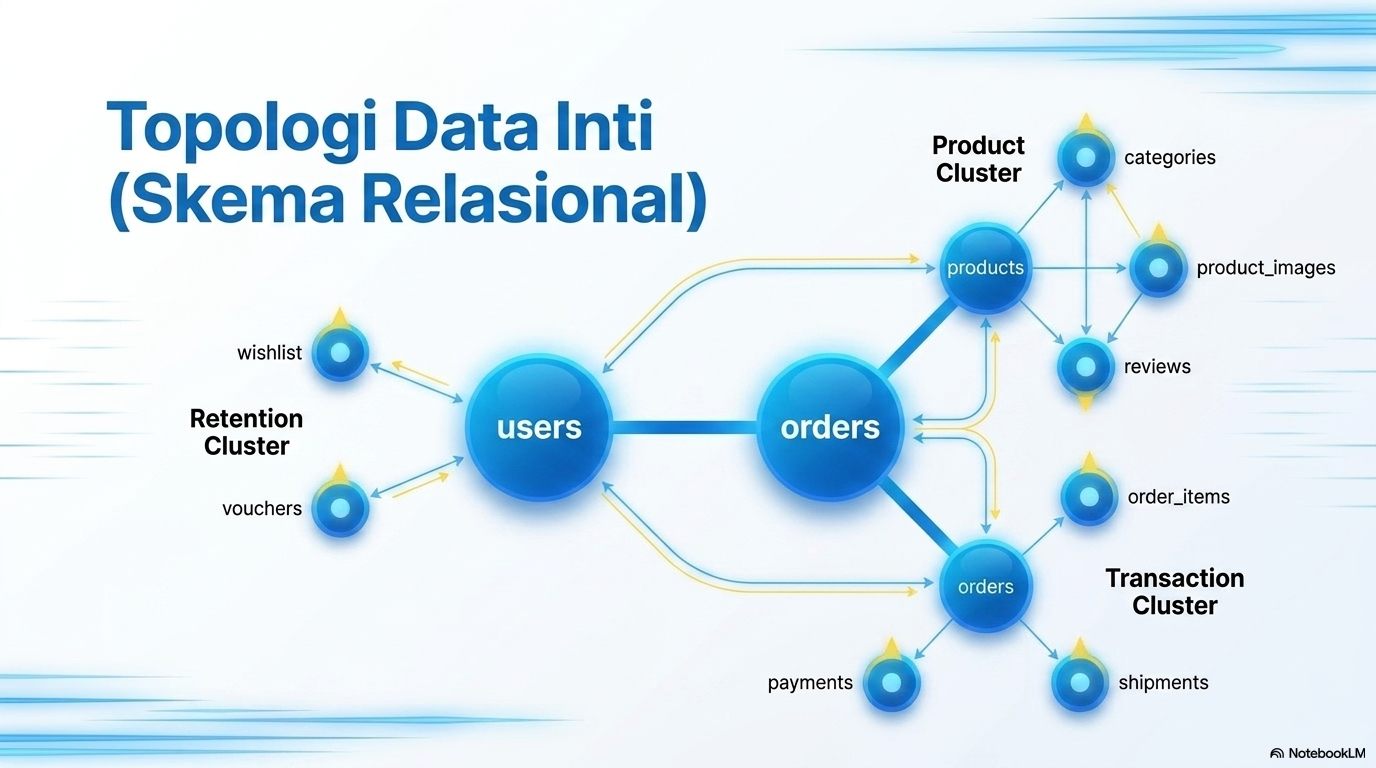 Topologi Data Inti
(Skema Relasional)
Product
Cluster
categories
products
product_images
reviews
wishlist
Retention
Cluster
vouchers
users
orders
order_items
orders
Transaction
Cluster
payments
shipments
NotebookLM